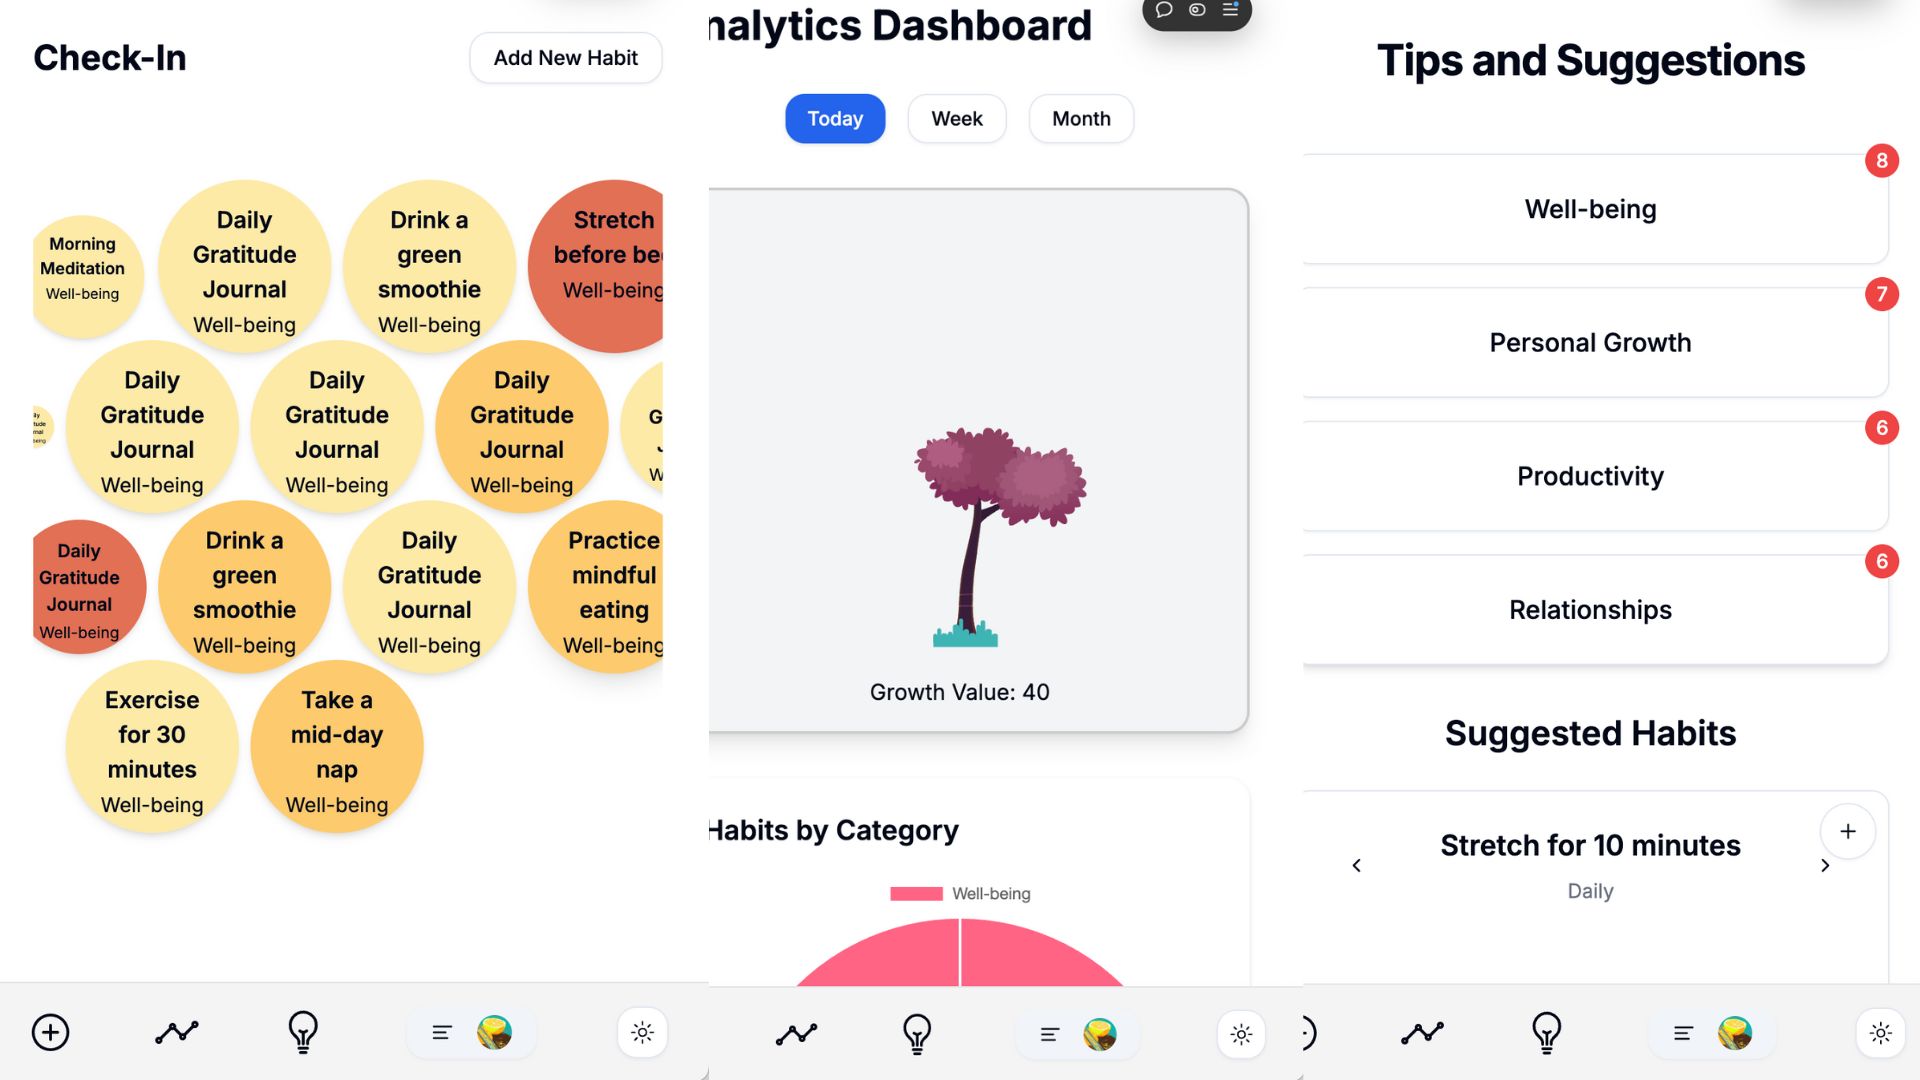 Check-In
Add New Habit
Morning
Meditation
Well-being
Daily
Gratitude
Journal
Well-being
Drink a
green
smoothie
Well-being
Stretch
before be
Well-being
Daily
Gratitude
Journal
Well-being
Daily
Gratitude
Journal
Well-being
Daily
Gratitude
Journal
Well-being
G
J
W
Daily
Gratitude
Journal
Well-being
Drink a
green
smoothie
Well-being
Daily
Gratitude
Journal
Well-being
Practice
mindful
eating
Well-being
Exercise
for 30
minutes
Well-being
Take a
mid-day
nap
Well-being
nalytics Dashboard
Today
Week
Month
Growth Value: 40
Habits by Category
Well-being
Tips and Suggestions
8
Well-being
7
Personal Growth
6
Productivity
6
Relationships
Suggested Habits
Stretch for 10 minutes
Daily